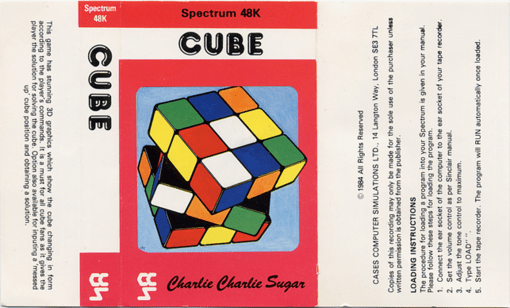 Spectrum
48K
CUBE
This game has stunning 3D graphics which show the cube changing in form
according to the player's commands. It is a must for all cube fans as it gives the
player the solution for solving the cube. Option also available for inputing a 'messed
up' cube position and obtaining a solution.
Spectrum 48K
CUBE
Charlie Charlie Sugar
© 1984 All Rights Reserved
CASES COMPUTER SIMULATIONS LTD., 14 Langton Way, London SE3 7TL
Copies of this recording may only be made for the sole use of the purchaser unless
written permission is obtained from the publisher.
LOADING INSTRUCTIONS
The procedure for loading a program into your Spectrum is given in your manual.
Please follow these steps for loading the program.
1. Connect the ear socket of the computer to the ear socket of your tape recorder.
2. Set the volume control as per Sinclair manual.
3. Adjust the tone control to maximum.
4. Type LOAD" ".
5. Start the tape recorder. The program will RUN automatically once loaded.